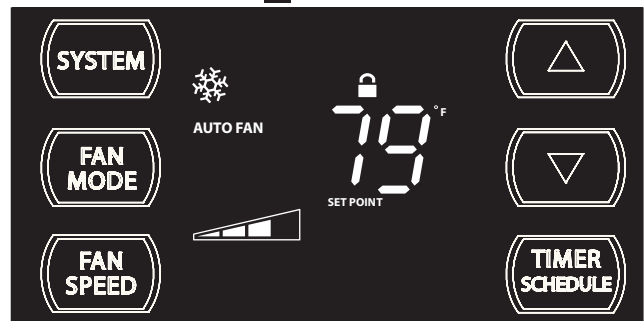 SYSTEM
AUTO FAN
79 °F
SET POINT
FAN
MODE
FAN
SPEED
TIMER
SCHEDULE